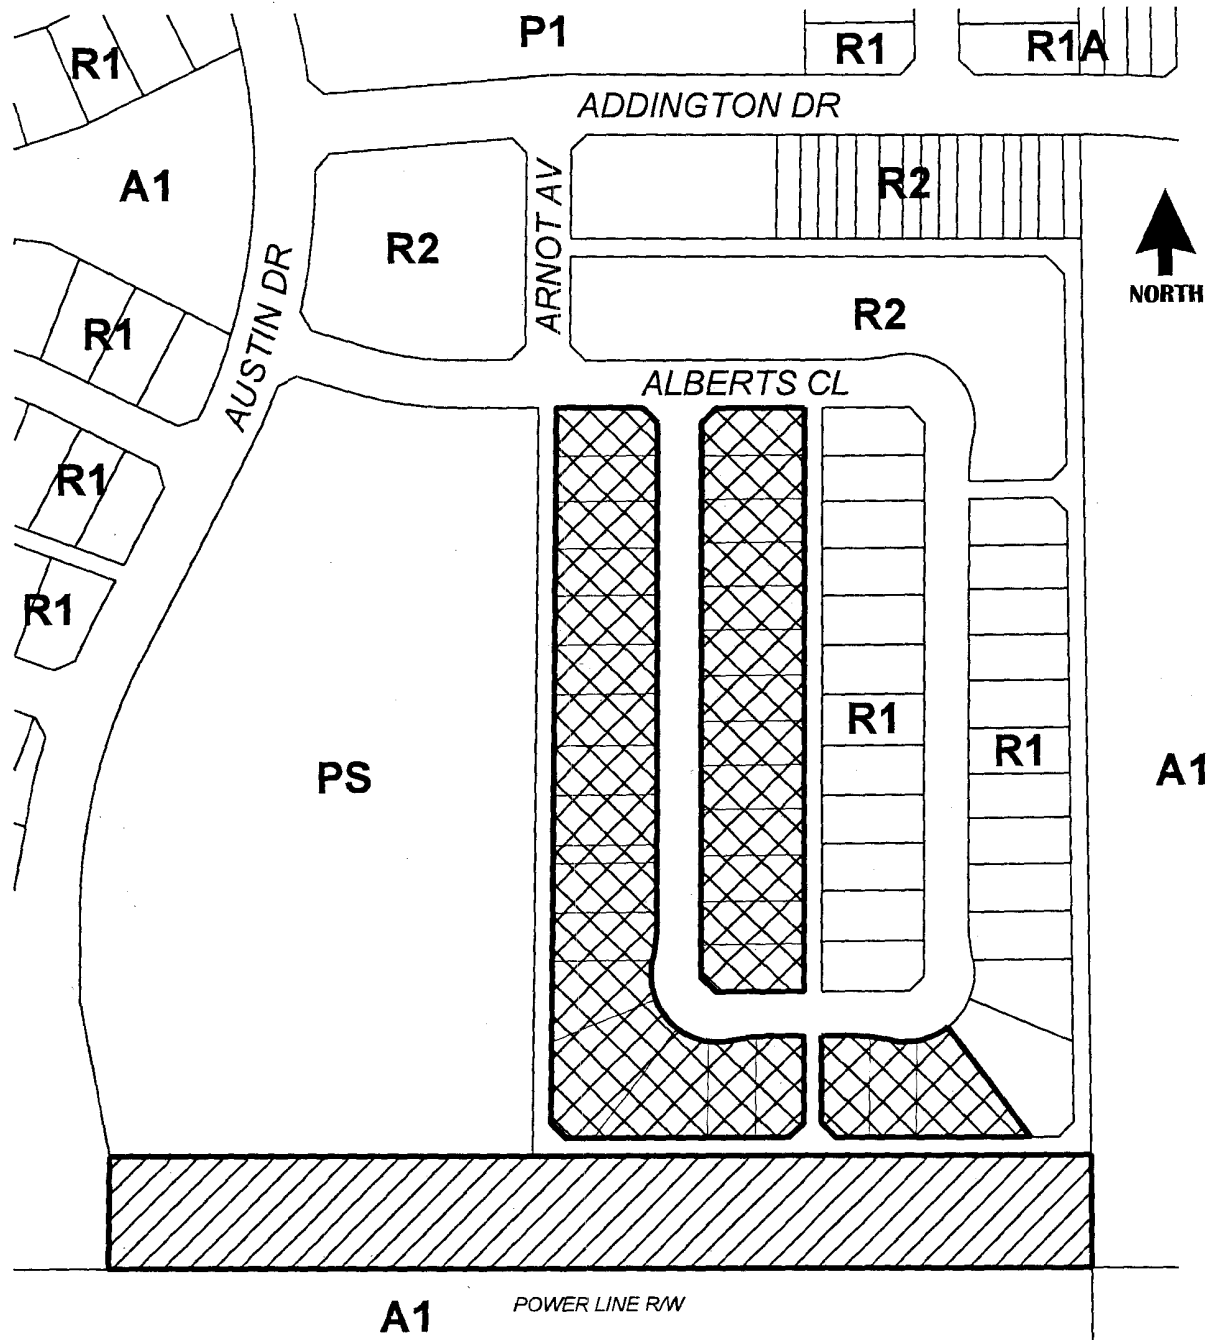 P1
R1
R1
R1A
ADDINGTON DR
A1
ARNOT AV
R2
R2
AUSTIN DR
NORTH
R1
R2
ALBERTS CL
R1
R1
R1
R1
PS
A1
POWER LINE R/W
A1